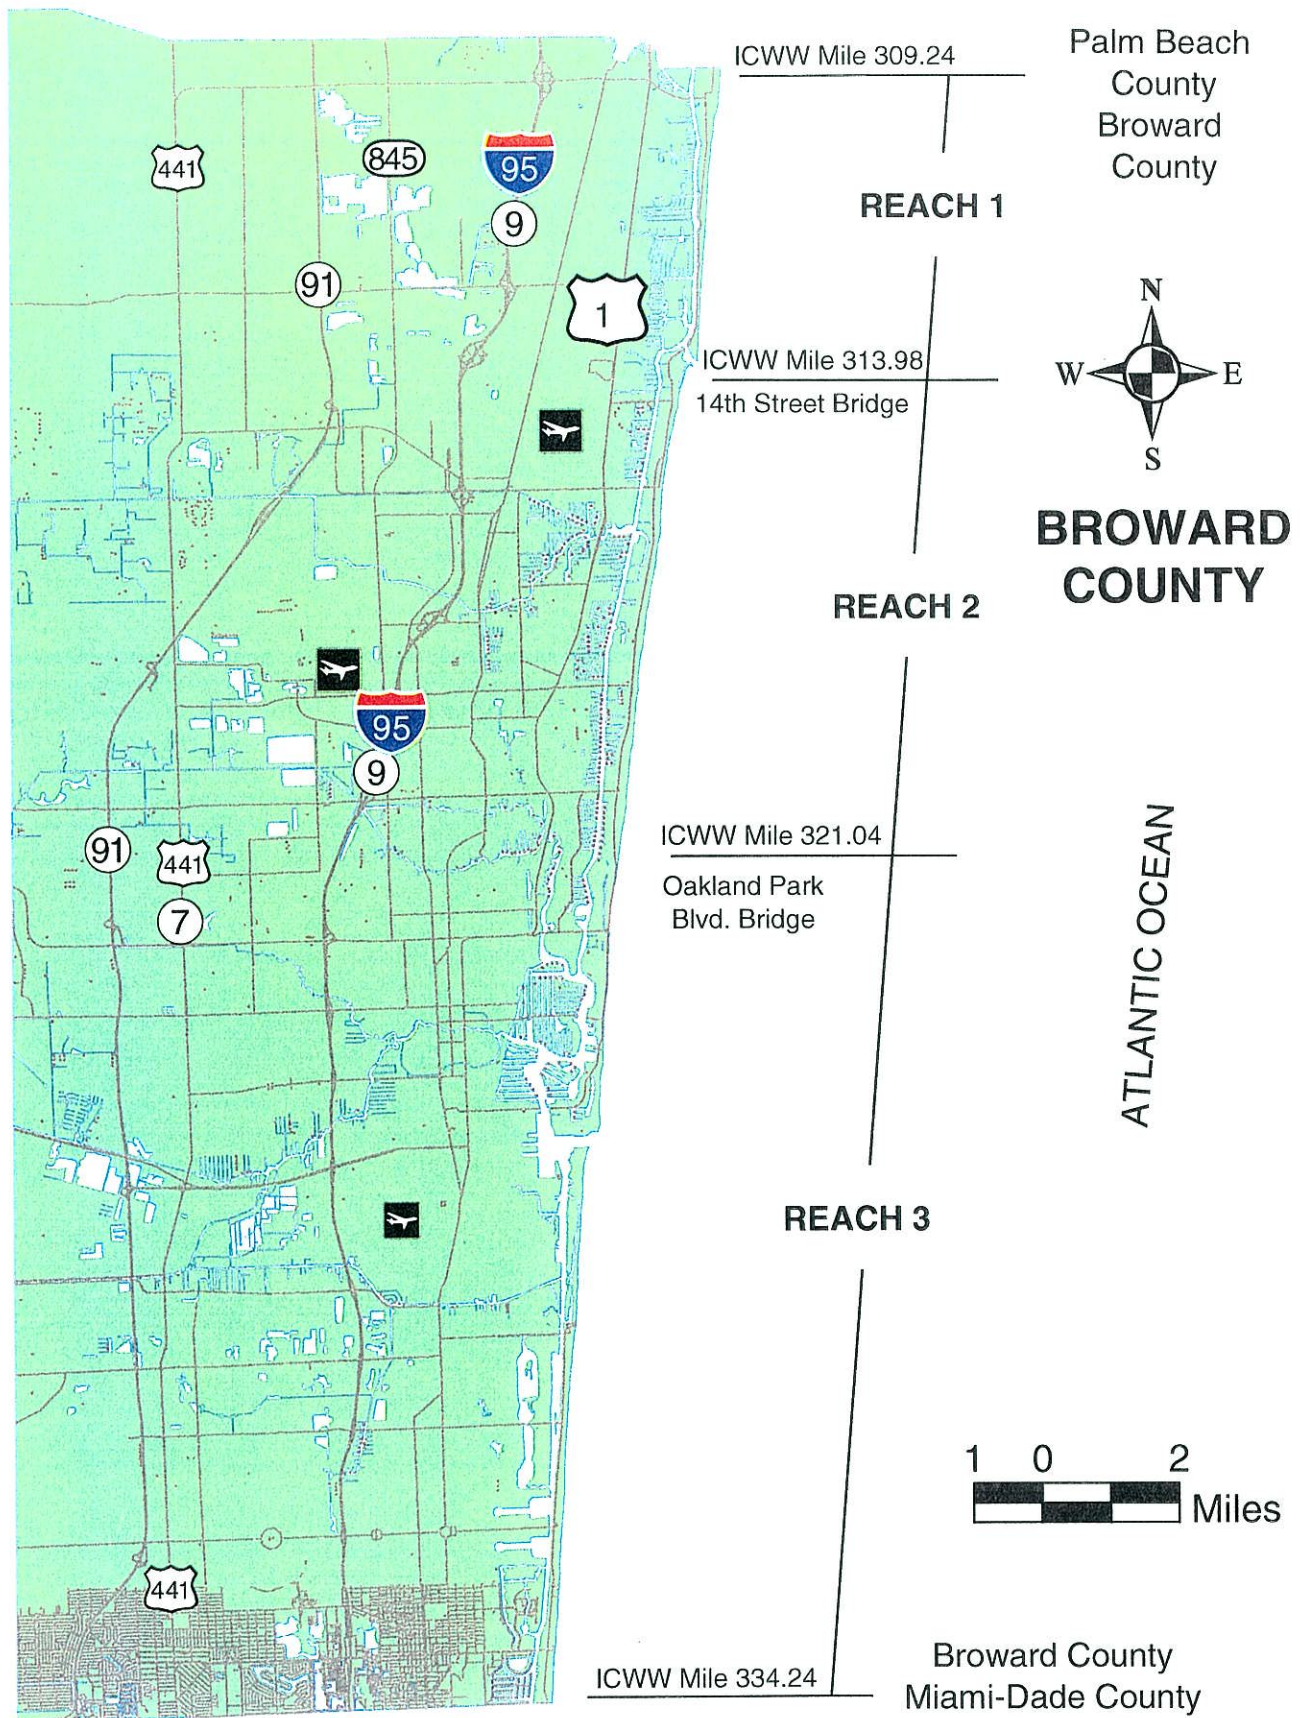 ICWW Mile 309.24
Palm Beach
County
Broward
County
441
845
95
9
REACH 1
91
1
N
W
E
S
ICWW Mile 313.98
14th Street Bridge
BROWARD
COUNTY
REACH 2
95
9
91
441
7
ICWW Mile 321.04
Oakland Park
Blvd. Bridge
ATLANTIC OCEAN
REACH 3
1 0 2
Miles
441
ICWW Mile 334.24
Broward County
Miami-Dade County